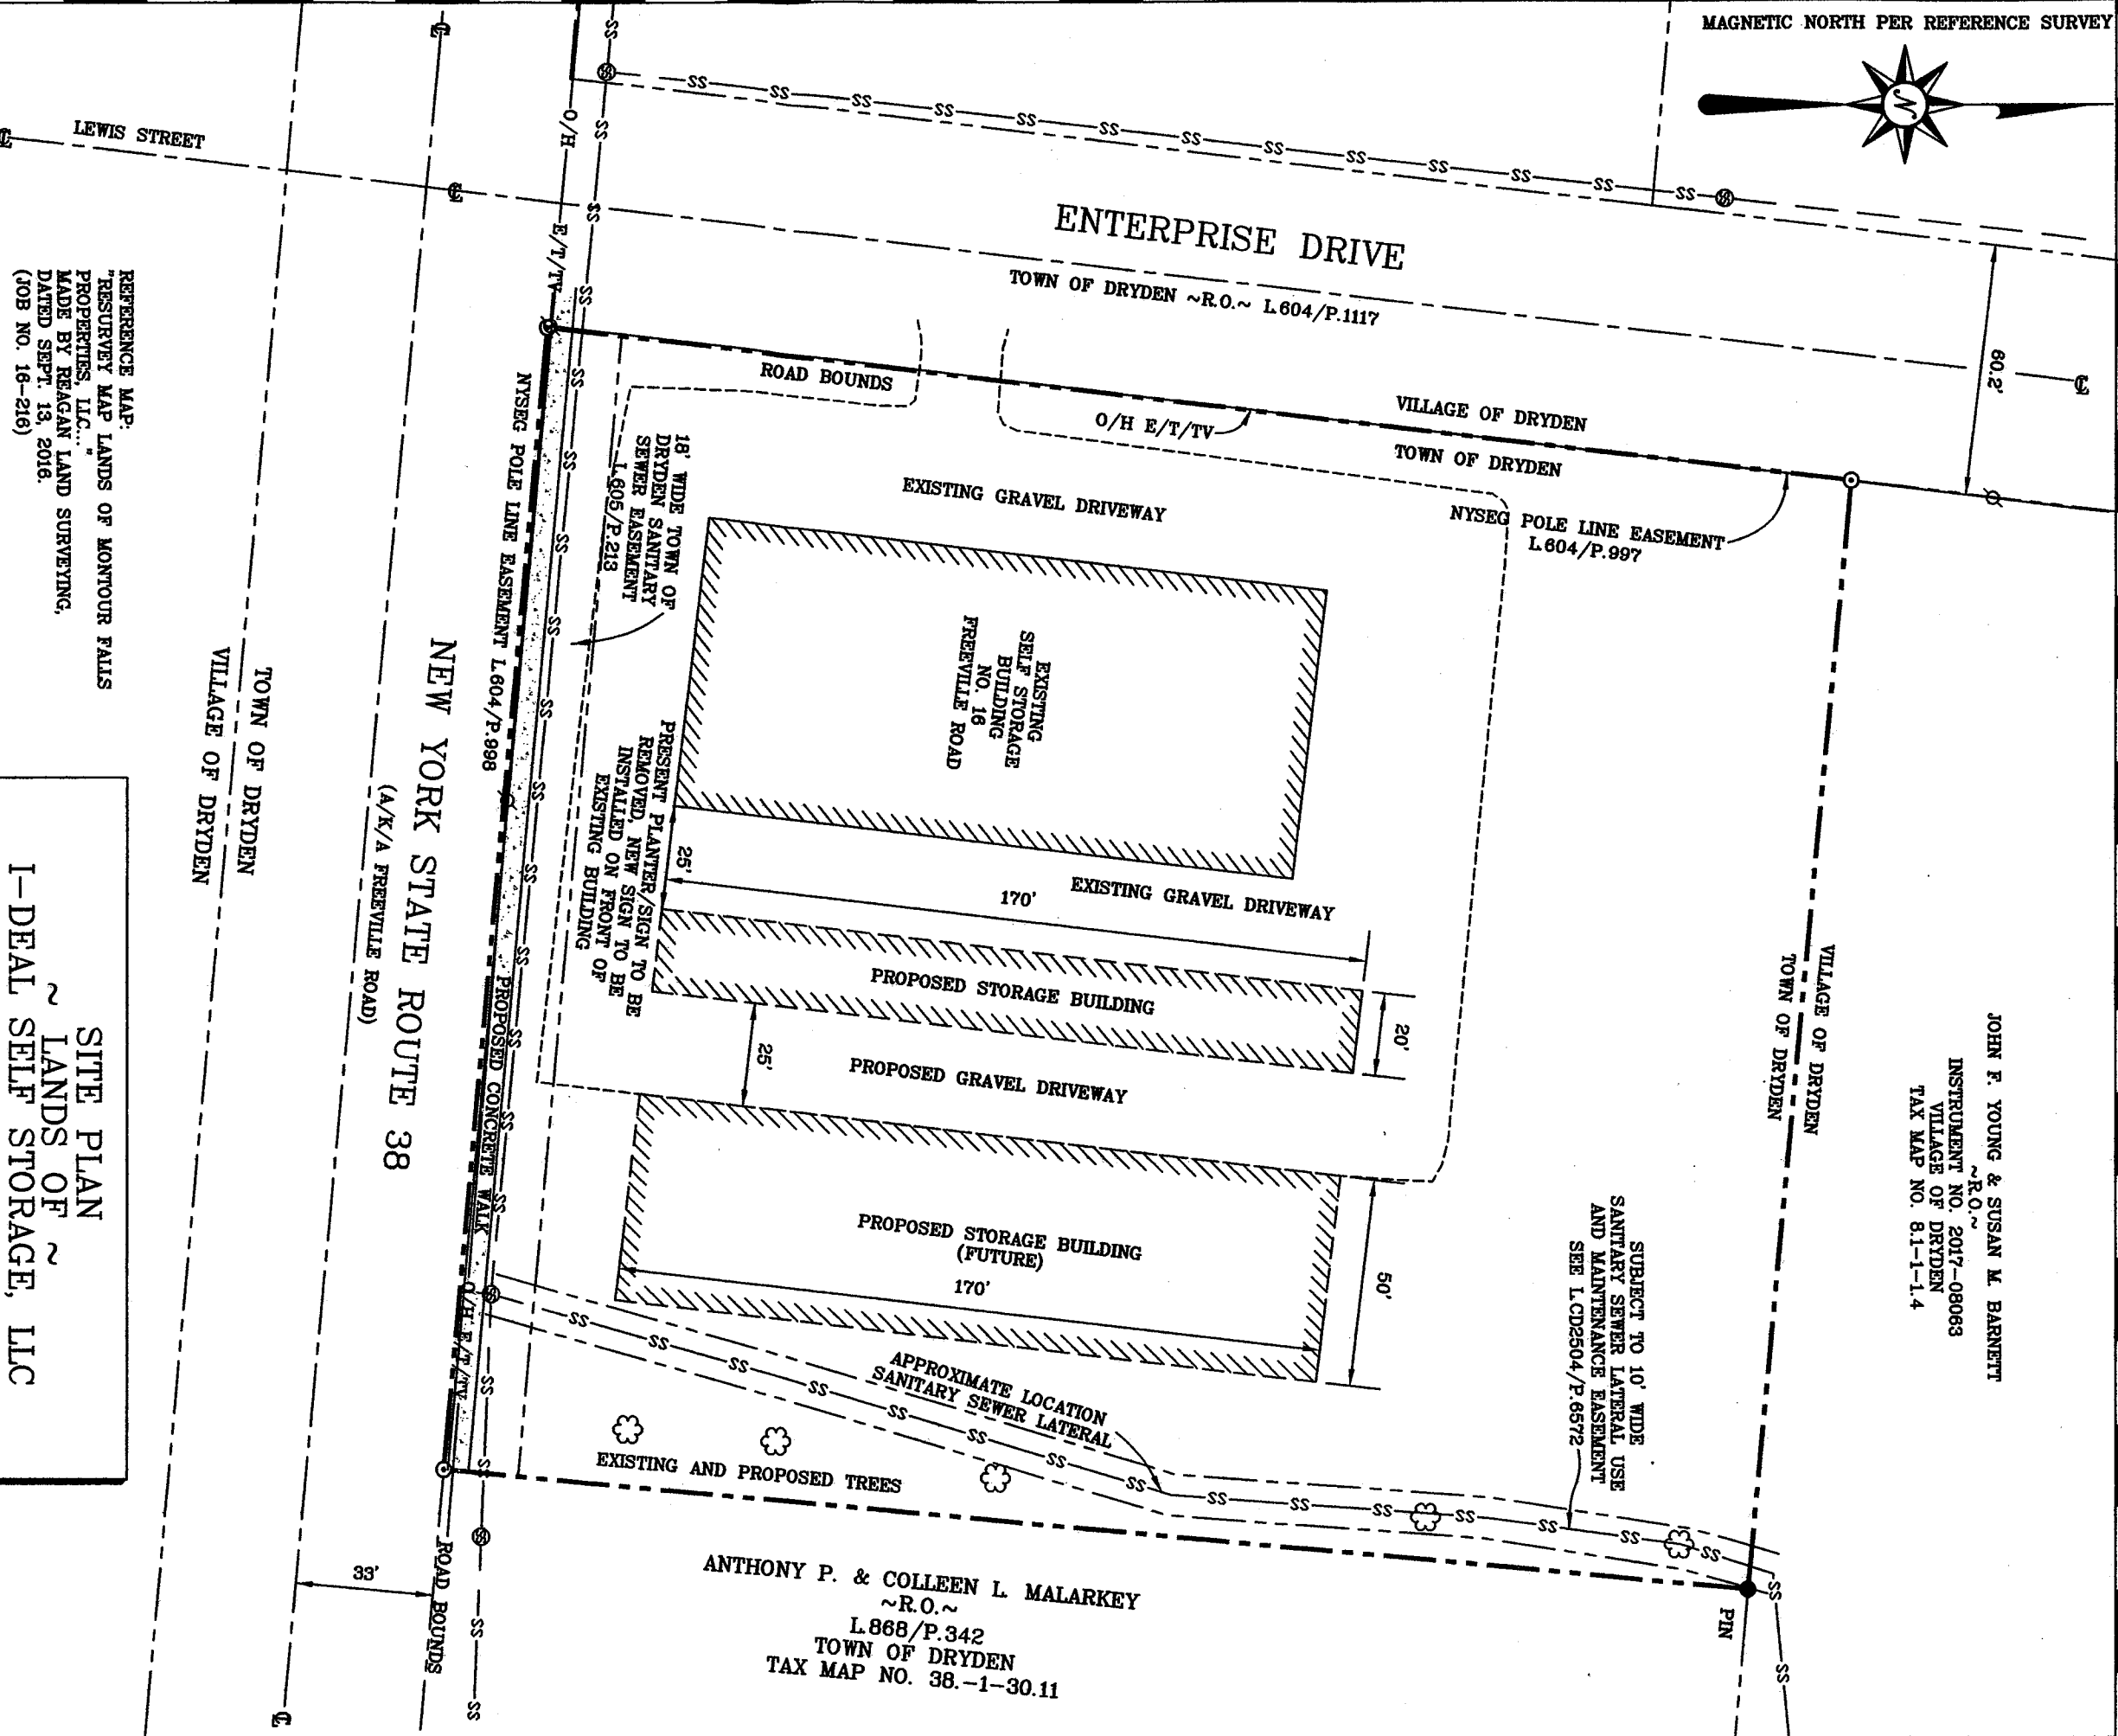 MAGNETIC NORTH PER REFERENCE SURVEY
N
LEWIS STREET
ENTERPRISE DRIVE
TOWN OF DRYDEN ~R.O.~ L.604/P.1117
60.2'
O/H
E/T/TV
ROAD BOUNDS
O/H E/T/TV
VILLAGE OF DRYDEN
TOWN OF DRYDEN
NYSEG POLE LINE EASEMENT
L.604/P.997
EXISTING GRAVEL DRIVEWAY
18' WIDE TOWN OF
DRYDEN SANITARY
SEWER EASEMENT
L.605/P.213
NYSEG POLE LINE EASEMENT L.604/P.998
EXISTING
SELF STORAGE
BUILDING
NO. 16
FREEVILLE ROAD
REFERENCE MAP:
"RESURVEY MAP LANDS OF MONTOUR FALLS
PROPERTIES, LLC..."
MADE BY REAGAN LAND SURVEYING,
DATED SEPT. 13, 2016.
(JOB NO. 16-216)
TOWN OF DRYDEN
VILLAGE OF DRYDEN
NEW YORK STATE ROUTE 38
(A/K/A FREEVILLE ROAD)
PRESENT PLANTER/SIGN TO BE
REMOVED, NEW SIGN TO BE
INSTALLED ON FRONT OF
EXISTING BUILDING
25'
170'
EXISTING GRAVEL DRIVEWAY
PROPOSED STORAGE BUILDING
20'
25'
PROPOSED GRAVEL DRIVEWAY
PROPOSED CONCRETE WALK
PROPOSED STORAGE BUILDING
(FUTURE)
170'
50'
VILLAGE OF DRYDEN
TOWN OF DRYDEN
JOHN F. YOUNG & SUSAN M. BARNETT
~R.O.~
INSTRUMENT NO. 2017-08063
VILLAGE OF DRYDEN
TAX MAP NO. 8.1-1-1.4
SUBJECT TO 10' WIDE
SANITARY SEWER LATERAL USE
AND MAINTENANCE EASEMENT
SEE L.CD2504/P.6572
APPROXIMATE LOCATION
SANITARY SEWER LATERAL
O/H E/T/TV
EXISTING AND PROPOSED TREES
ROAD BOUNDS
33'
PIN
ANTHONY P. & COLLEEN L. MALARKEY
~R.O.~
L.868/P.342
TOWN OF DRYDEN
TAX MAP NO. 38.-1-30.11
SITE PLAN
~ LANDS OF ~
I-DEAL SELF STORAGE, LLC